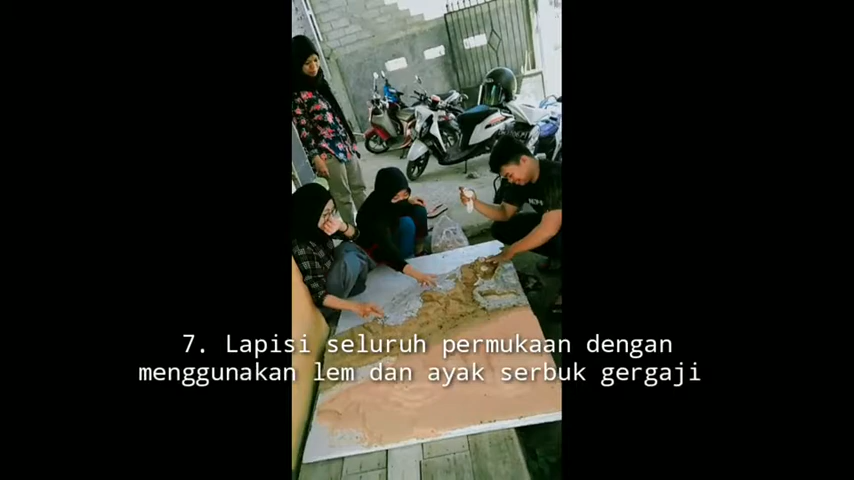 7. Lapisi seluruh permukaan dengan
menggunakan lem dan ayak serbuk gergaji